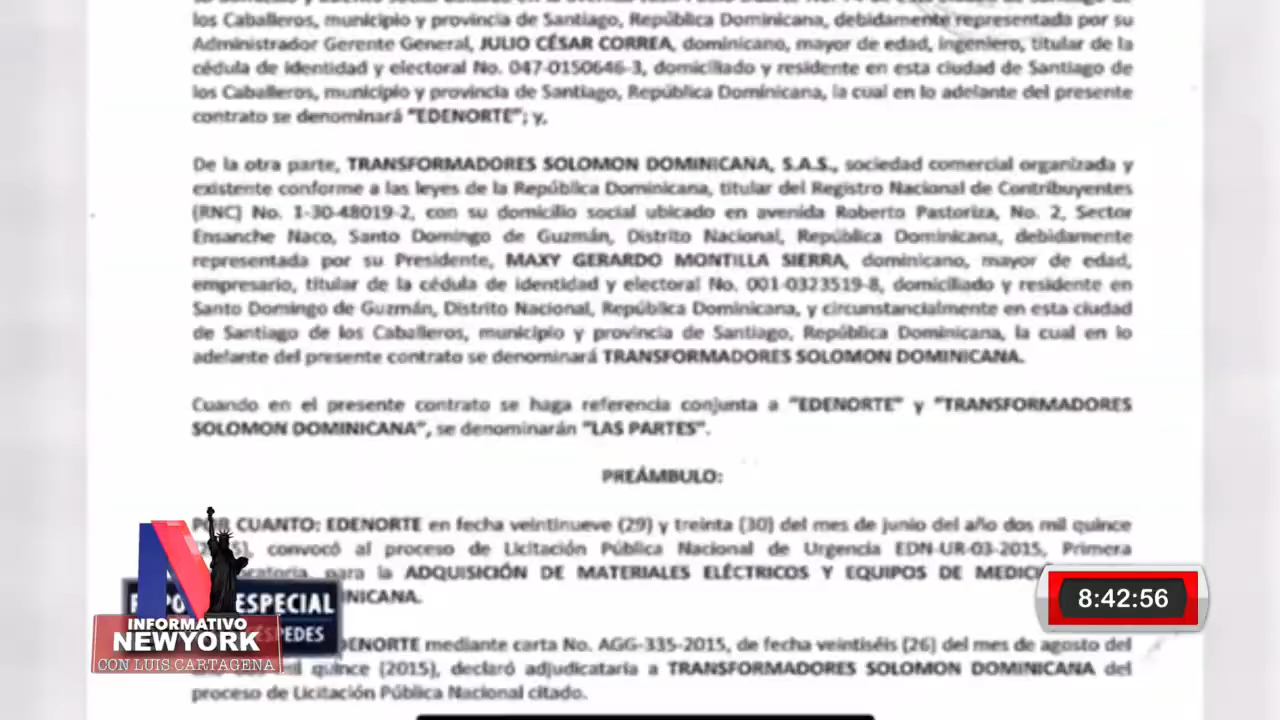 los Caballeros, municipio y provincia de Santiago, República Dominicana, debidamente representada por su
Administrador Gerente General, JULIO CÉSAR CORREA, dominicano, mayor de edad, ingeniero, titular de la
cédula de identidad y electoral No. 047-0150646-3, domiciliado y residente en esta ciudad de Santiago de
los Caballeros, municipio y provincia de Santiago, República Dominicana, la cual en lo adelante del presente
contrato se denominará "EDENORTE"; y,
De la otra parte, TRANSFORMADORES SOLOMON DOMINICANA, S.A.S., sociedad comercial organizada y
existente conforme a las leyes de la República Dominicana, titular del Registro Nacional de Contribuyentes
(RNC) No. 1-30-48019-2, con su domicilio social ubicado en avenida Roberto Pastoriza, No. 2, Sector
Ensanche Naco, Santo Domingo de Guzmán, Distrito Nacional, República Dominicana, debidamente
representada por su Presidente, MAXY GERARDO MONTILLA SIERRA, dominicano, mayor de edad,
empresario, titular de la cédula de identidad y electoral No. 001-0323519-8, domiciliado y residente en
Santo Domingo de Guzmán, Distrito Nacional, República Dominicana, y circunstancialmente en esta ciudad
de Santiago de los Caballeros, municipio y provincia de Santiago, República Dominicana, la cual en lo
adelante del presente contrato se denominará TRANSFORMADORES SOLOMON DOMINICANA.
Cuando en el presente contrato se haga referencia conjunta a "EDENORTE" y "TRANSFORMADORES
SOLOMON DOMINICANA", se denominarán "LAS PARTES".
PREÁMBULO:
POR CUANTO: EDENORTE en fecha veintinueve (29) y treinta (30) del mes de junio del año dos mil quince
convocó al proceso de Licitación Pública Nacional de Urgencia EDN-UR-03-2015, Primera
para la ADQUISICIÓN DE MATERIALES ELÉCTRICOS Y EQUIPOS DE
ESPECIAL
INFORMATIVO
NEWYORK
CON LUIS CARTAGENA
8:42:56
EDENORTE mediante carta No. AGG-335-2015, de fecha veintiséis (26) del mes de agosto del
quince (2015), declaró adjudicataria a TRANSFORMADORES SOLOMON DOMINICANA del
proceso de Licitación Pública Nacional citado.